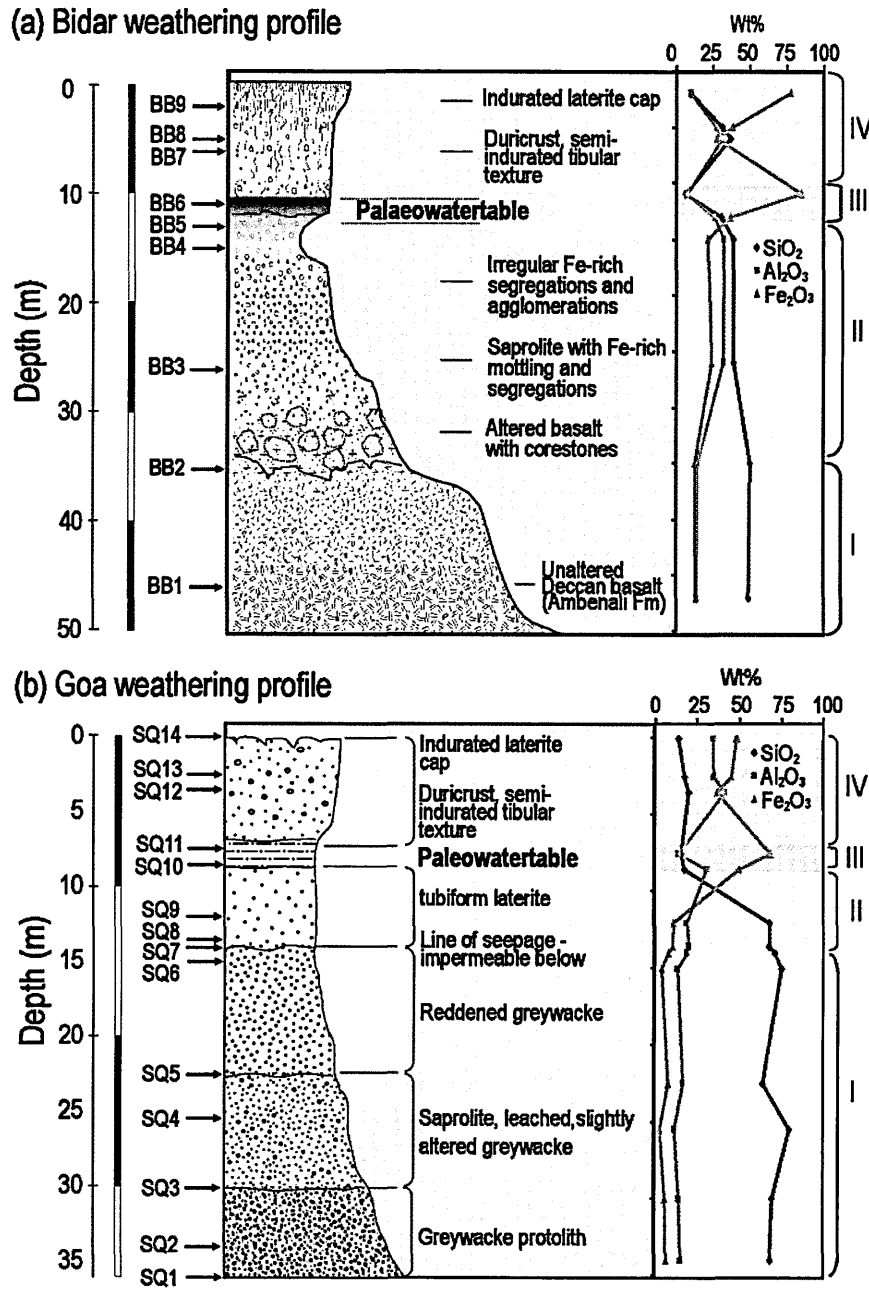 (a) Bidar weathering profile
Wt%
0 25 50 75 100
Depth (m)
0
10
20
30
40
50
BB9
BB8
BB7
BB6
BB5
BB4
BB3
BB2
BB1
Indurated laterite cap
Duricrust, semi-
indurated tibular
texture
Palaeowatertable
Irregular Fe-rich
segregations and
agglomerations
Saprolite with Fe-rich
mottling and
segregations
Altered basalt
with corestones
Unaltered
Deccan basalt
(Ambenali Fm)
SiO₂
Al₂O₃
Fe₂O₃
IV
III
II
I
(b) Goa weathering profile
Wt%
0 25 50 75 100
Depth (m)
0
5
10
15
20
25
30
35
SQ14
SQ13
SQ12
SQ11
SQ10
SQ9
SQ8
SQ7
SQ6
SQ5
SQ4
SQ3
SQ2
SQ1
Indurated laterite
cap
Duricrust, semi-
indurated tibular
texture
Paleowatertable
tubiform laterite
Line of seepage -
impermeable below
Reddened greywacke
Saprolite, leached,slightly
altered greywacke
Greywacke protolith
SiO₂
Al₂O₃
Fe₂O₃
IV
III
II
I